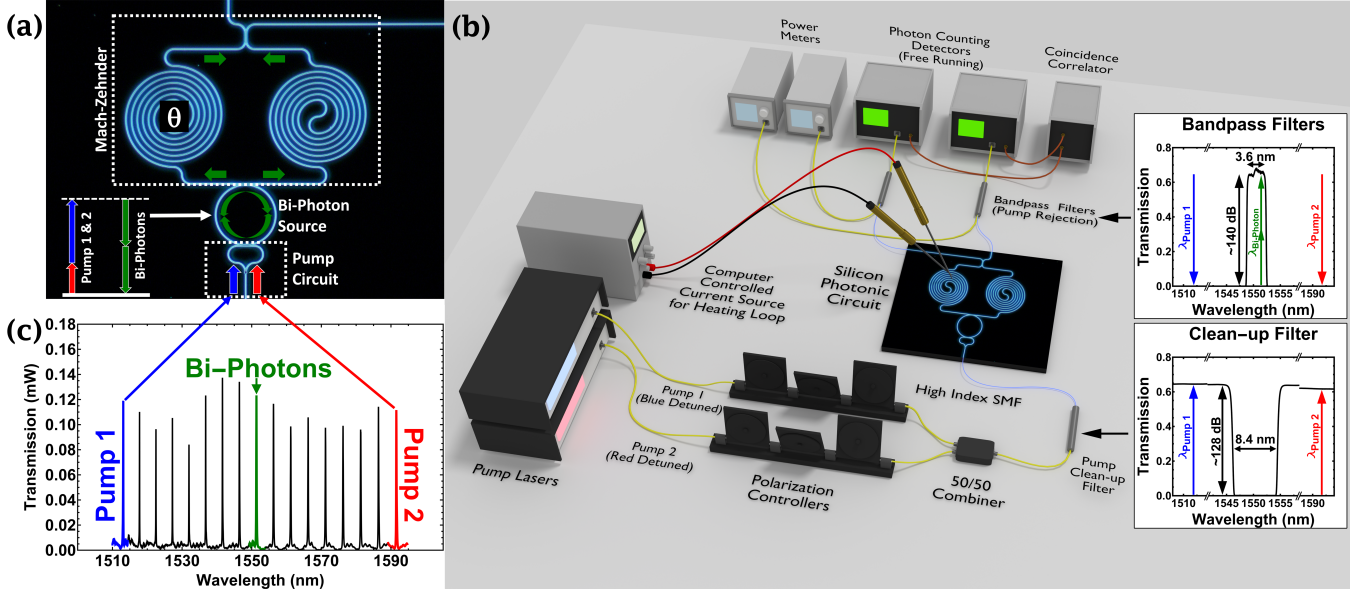 (a)
Mach-Zehnder
θ
Bi-Photon
Source
Pump
Circuit
Pump 1 & 2
Bi-Photons
(b)
Power
Meters
Photon Counting
Detectors
(Free Running)
Coincidence
Correlator
Bandpass Filters
(Pump Rejection)
Silicon
Photonic
Circuit
Computer
Controlled
Current Source
for Heating Loop
High Index SMF
Pump 1
(Blue Detuned)
Pump 2
(Red Detuned)
Pump Lasers
Polarization
Controllers
50/50
Combiner
Pump
Clean-up
Filter
Bandpass Filters
Transmission
0.8
0.6
0.4
0.2
0.0
3.6 nm
~140 dB
λPump 1
λBi-Photon
λPump 2
1510 1545 1550 1555 1590
Wavelength (nm)
Clean-up Filter
Transmission
0.8
0.6
0.4
0.2
0.0
~128 dB
8.4 nm
λPump 1
λPump 2
1510 1545 1550 1555 1590
Wavelength (nm)
(c)
Transmission (mW)
0.18
0.16
0.14
0.12
0.10
0.08
0.06
0.04
0.02
0.00
Bi-Photons
Pump 1
Pump 2
1510 1530 1550 1570 1590
Wavelength (nm)